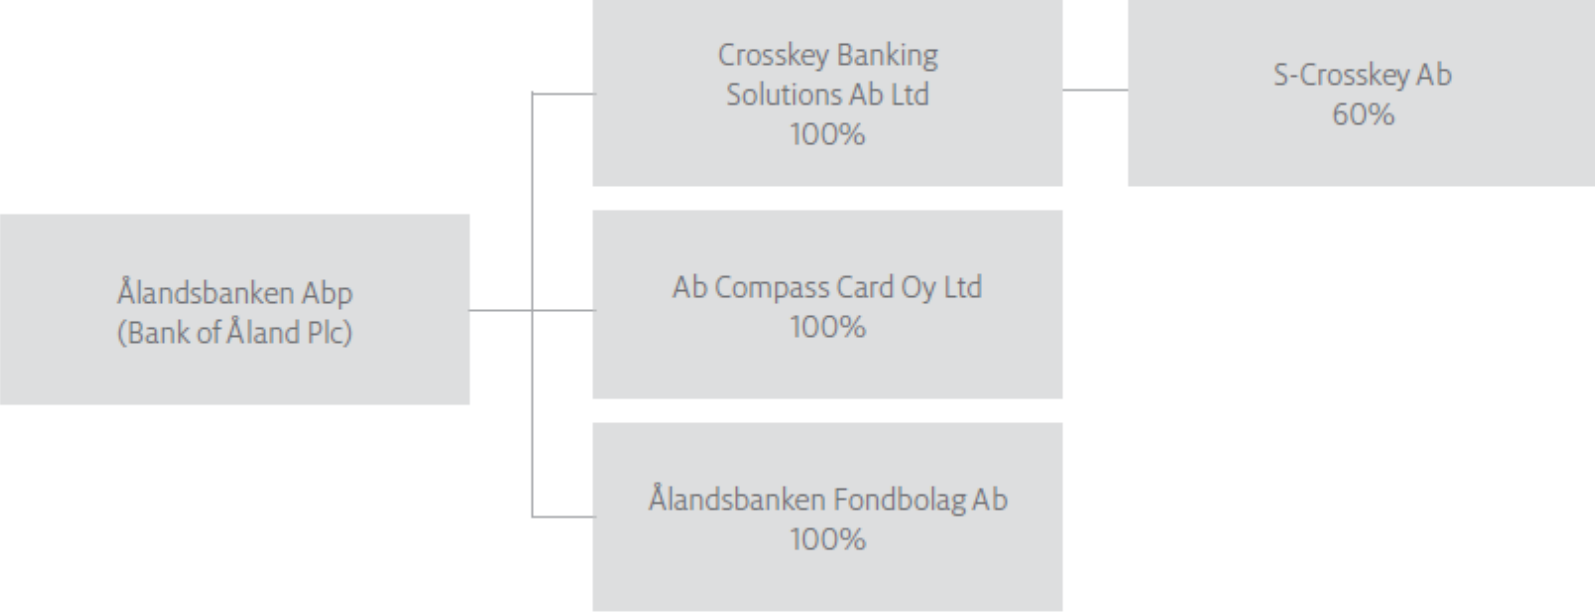 Ålandsbanken Abp
(Bank of Åland Plc)
Crosskey Banking
Solutions Ab Ltd
100%
S-Crosskey Ab
60%
Ab Compass Card Oy Ltd
100%
Ålandsbanken Fondbolag Ab
100%